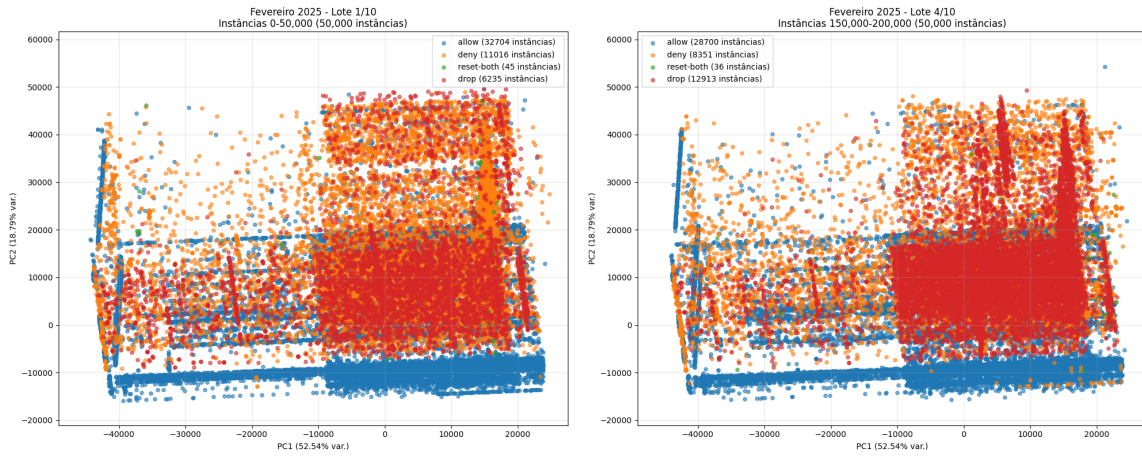 Fevereiro 2025 - Lote 1/10
Instâncias 0-50,000 (50,000 instâncias)
allow (32704 instâncias)
deny (11016 instâncias)
reset-both (45 instâncias)
drop (6235 instâncias)
60000
50000
40000
30000
20000
10000
0
−10000
−20000
PC2 (18.79% var.)
−40000
−30000
−20000
−10000
0
10000
20000
PC1 (52.54% var.)
Fevereiro 2025 - Lote 4/10
Instâncias 150,000-200,000 (50,000 instâncias)
allow (28700 instâncias)
deny (8351 instâncias)
reset-both (36 instâncias)
drop (12913 instâncias)
60000
50000
40000
30000
20000
10000
0
−10000
−20000
PC2 (18.79% var.)
−40000
−30000
−20000
−10000
0
10000
20000
PC1 (52.54% var.)